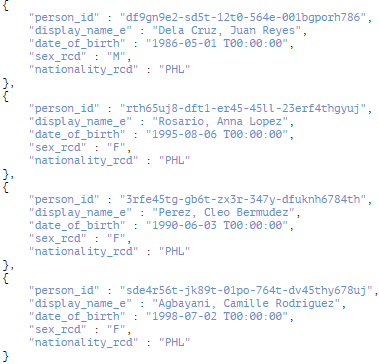 {
"person_id" : "df9gn9e2-sd5t-12t0-564e-001bgporh786",
"display_name_e" : "Dela Cruz, Juan Reyes",
"date_of_birth" : "1986-05-01 T00:00:00",
"sex_rcd" : "M",
"nationality_rcd" : "PHL"
},
{
"person_id" : "rth65uj8-dft1-er45-45ll-23erf4thgyuj",
"display_name_e" : "Rosario, Anna Lopez",
"date_of_birth" : "1995-08-06 T00:00:00",
"sex_rcd" : "F",
"nationality_rcd" : "PHL"
},
{
"person_id" : "3rfe45tg-gb6t-zx3r-347y-dfuknh6784th",
"display_name_e" : "Perez, Cleo Bermudez",
"date_of_birth" : "1990-06-03 T00:00:00",
"sex_rcd" : "F",
"nationality_rcd" : "PHL"
},
{
"person_id" : "sde4r56t-jk89t-01po-764t-dv45thy678uj",
"display_name_e" : "Agbayani, Camille Rodriguez",
"date_of_birth" : "1998-07-02 T00:00:00",
"sex_rcd" : "F",
"nationality_rcd" : "PHL"
}